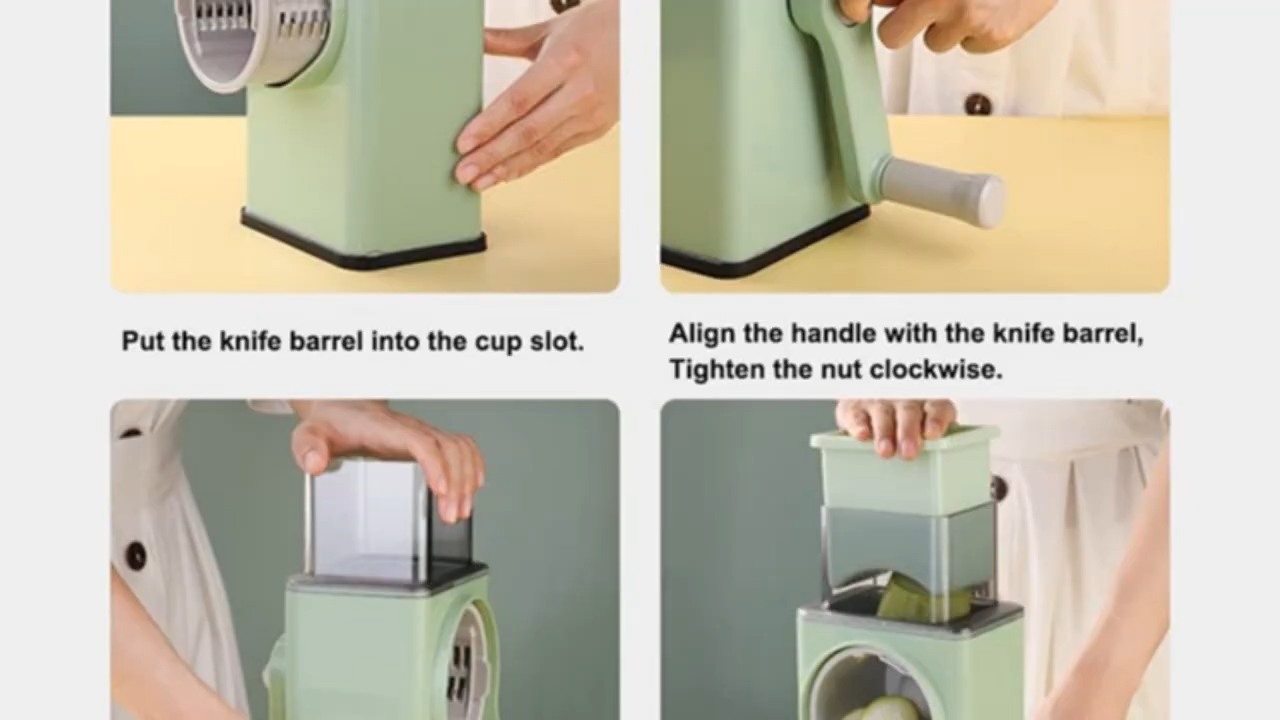 Put the knife barrel into the cup slot.
Align the handle with the knife barrel,
Tighten the nut clockwise.